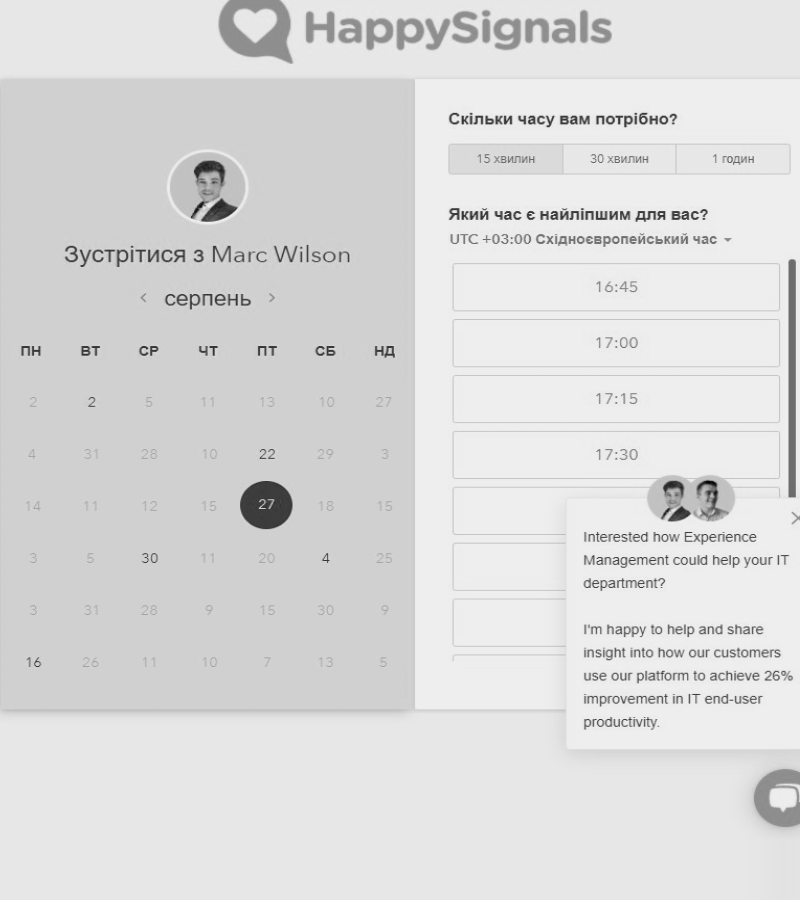 HappySignals
Зустрітися з Marc Wilson
серпень
ПН ВТ СР ЧТ ПТ СБ НД
2 2 5 11 13 10 27
4 31 28 10 22 29 3
14 11 12 15 27 18 15
3 5 30 11 20 4 25
3 31 28 9 15 30 9
16 26 11 10 7 13 5
Скільки часу вам потрібно?
15 хвилин 30 хвилин 1 годин
Який час є найліпшим для вас?
UTC +03:00 Східноєвропейський час
16:45
17:00
17:15
17:30
Interested how Experience
Management could help your IT
department?
I'm happy to help and share
insight into how our customers
use our platform to achieve 26%
improvement in IT end-user
productivity.